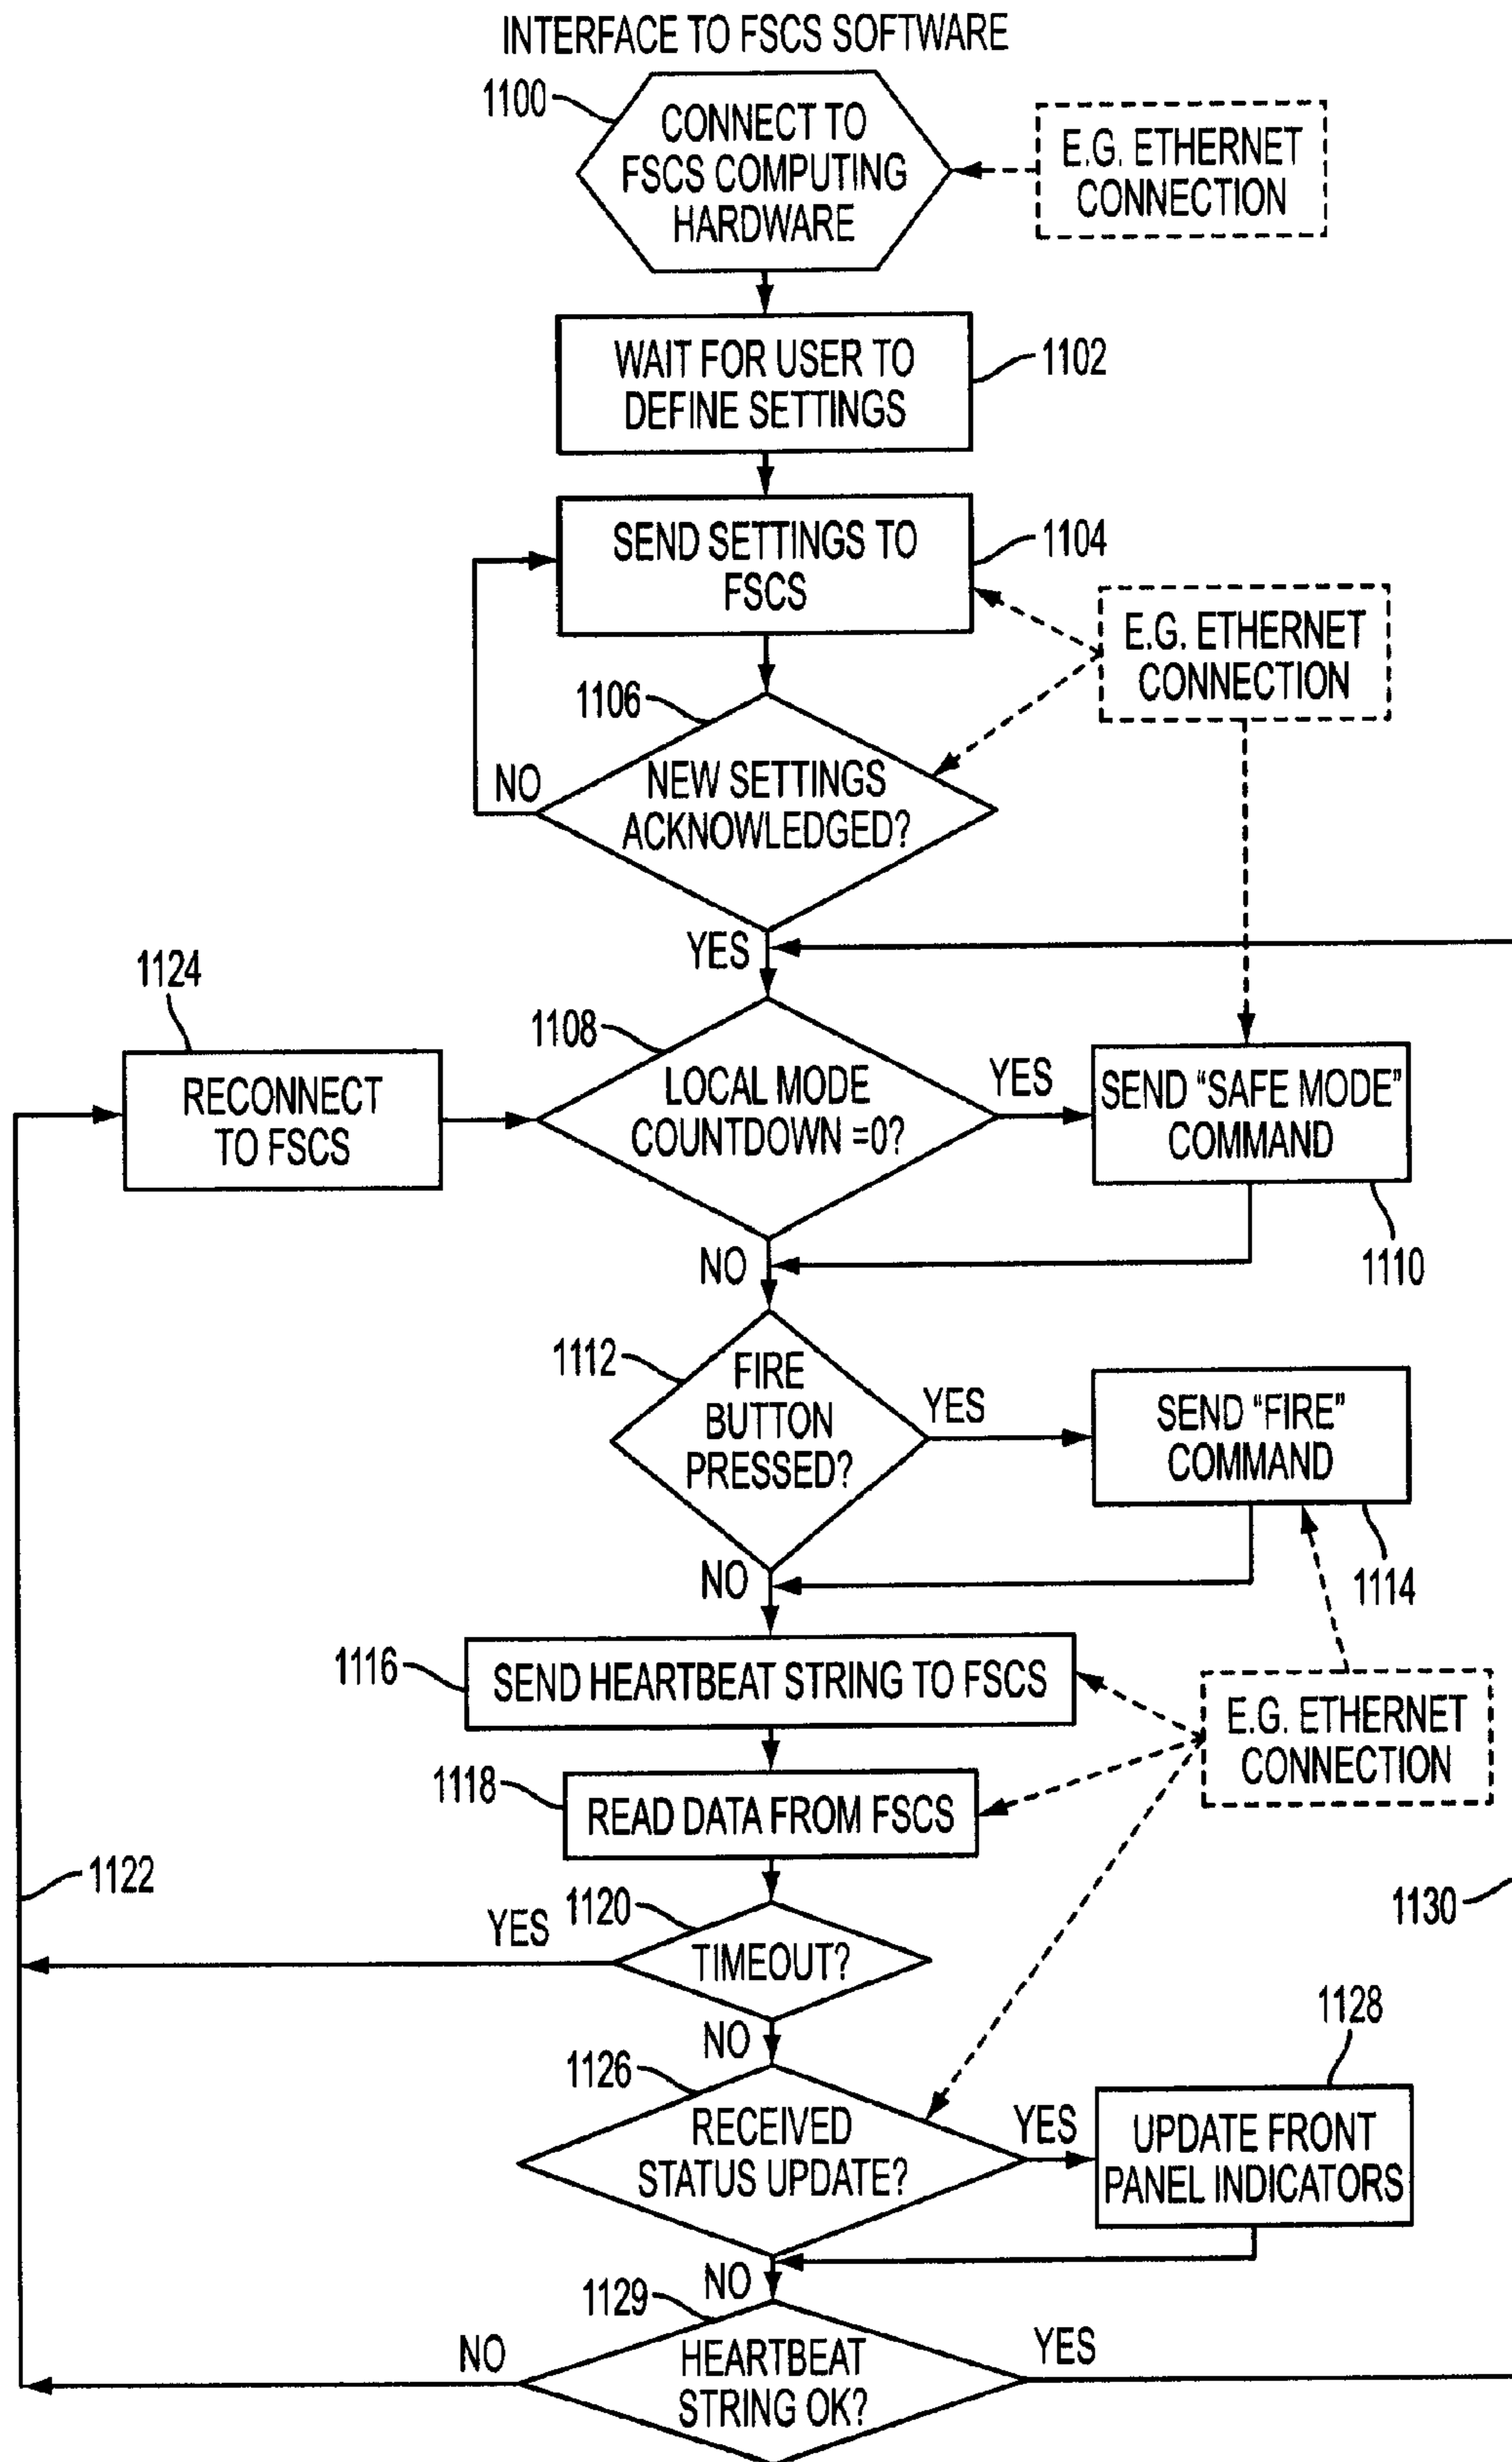 INTERFACE TO FSCS SOFTWARE
1100
CONNECT TO
FSCS COMPUTING
HARDWARE
E.G. ETHERNET
CONNECTION
WAIT FOR USER TO
DEFINE SETTINGS
1102
SEND SETTINGS TO
FSCS
1104
E.G. ETHERNET
CONNECTION
1106
NEW SETTINGS
ACKNOWLEDGED?
NO
YES
1124
RECONNECT
TO FSCS
1108
LOCAL MODE
COUNTDOWN =0?
YES
SEND “SAFE MODE”
COMMAND
1110
NO
1112
FIRE
BUTTON
PRESSED?
YES
SEND “FIRE”
COMMAND
1114
NO
1116
SEND HEARTBEAT STRING TO FSCS
E.G. ETHERNET
CONNECTION
1118
READ DATA FROM FSCS
1122
1130
1120
YES
TIMEOUT?
NO
1128
1126
RECEIVED
STATUS UPDATE?
YES
UPDATE FRONT
PANEL INDICATORS
NO
1129
NO
HEARTBEAT
STRING OK?
YES